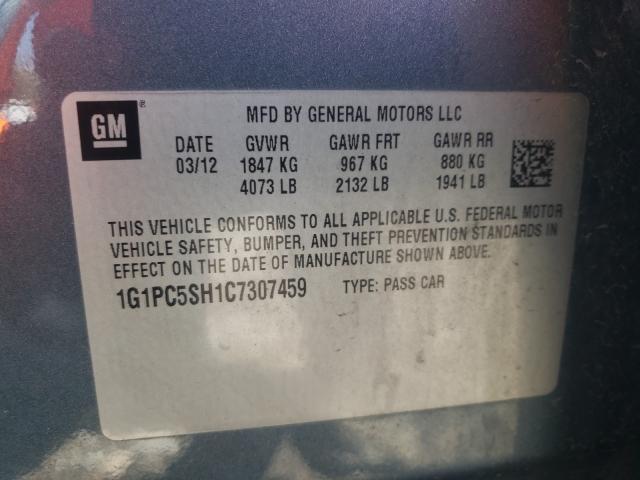 GM®
MFD BY GENERAL MOTORS LLC
DATE GVWR GAWR FRT GAWR RR
03/12 1847 KG 967 KG 880 KG
4073 LB 2132 LB 1941 LB
THIS VEHICLE CONFORMS TO ALL APPLICABLE U.S. FEDERAL MOTOR
VEHICLE SAFETY, BUMPER, AND THEFT PREVENTION STANDARDS IN
EFFECT ON THE DATE OF MANUFACTURE SHOWN ABOVE.
1G1PC5SH1C7307459 TYPE: PASS CAR